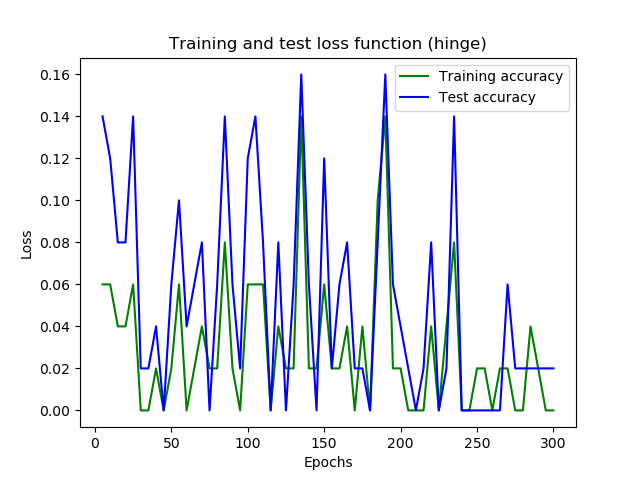 Training and test loss function (hinge)
Training accuracy
Test accuracy
0.16
0.14
0.12
0.10
0.08
0.06
0.04
0.02
0.00
Loss
0 50 100 150 200 250 300
Epochs